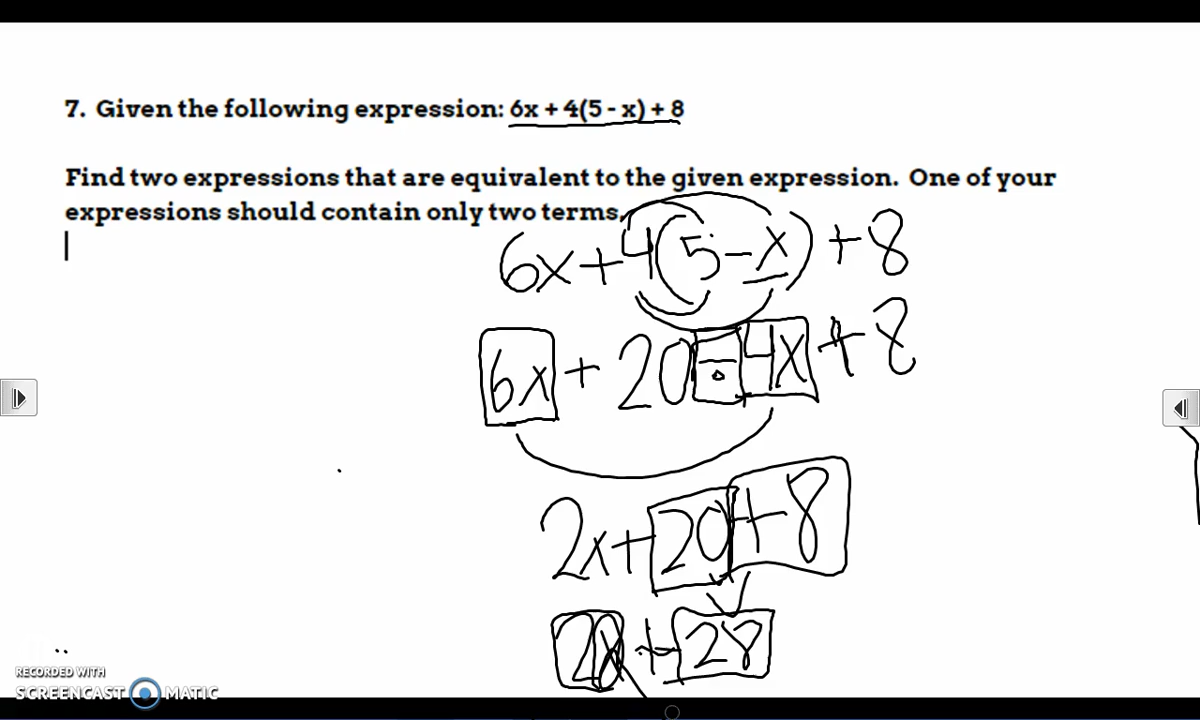 7. Given the following expression: 6x + 4(5 - x) + 8
Find two expressions that are equivalent to the given expression. One of your
expressions should contain only two terms.
6x+4(5-x)+8
6x+20-4x+8
2x+20+8
2x+28
RECORDED WITH
SCREENCAST MATIC